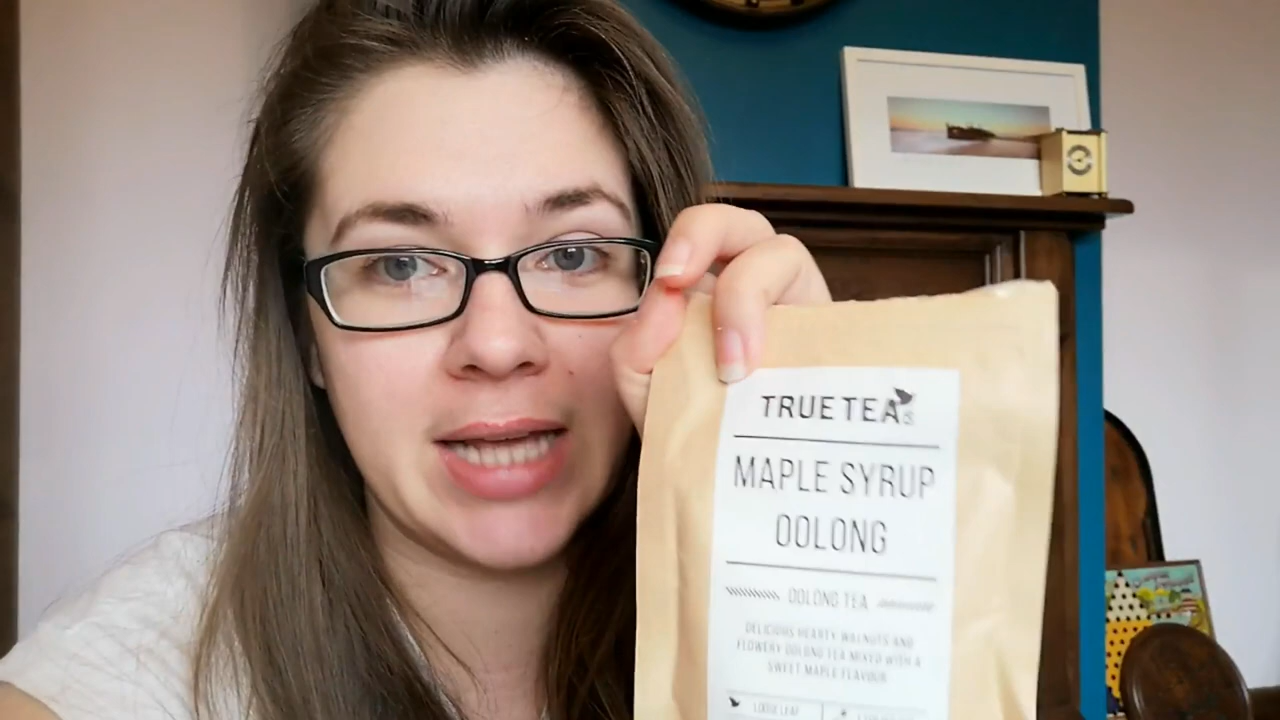 TRUE TEA
MAPLE SYRUP
OOLONG
OOLONG TEA
DELICIOUS HEARTY WALNUTS AND
FLOWERY OOLONG TEA MIXED WITH A
SWEET MAPLE FLAVOUR
LOOSE LEAF